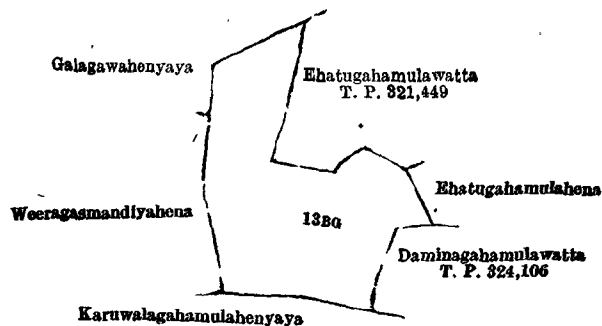 Galagawahenyaya
Ehatugahamulawatta
T. P. 321,449
Ehatugahamulahena
Weeragasmandiyahena
13BG
Daminagahamulawatta
T. P. 324,106
Karuwalagahamulahenyaya